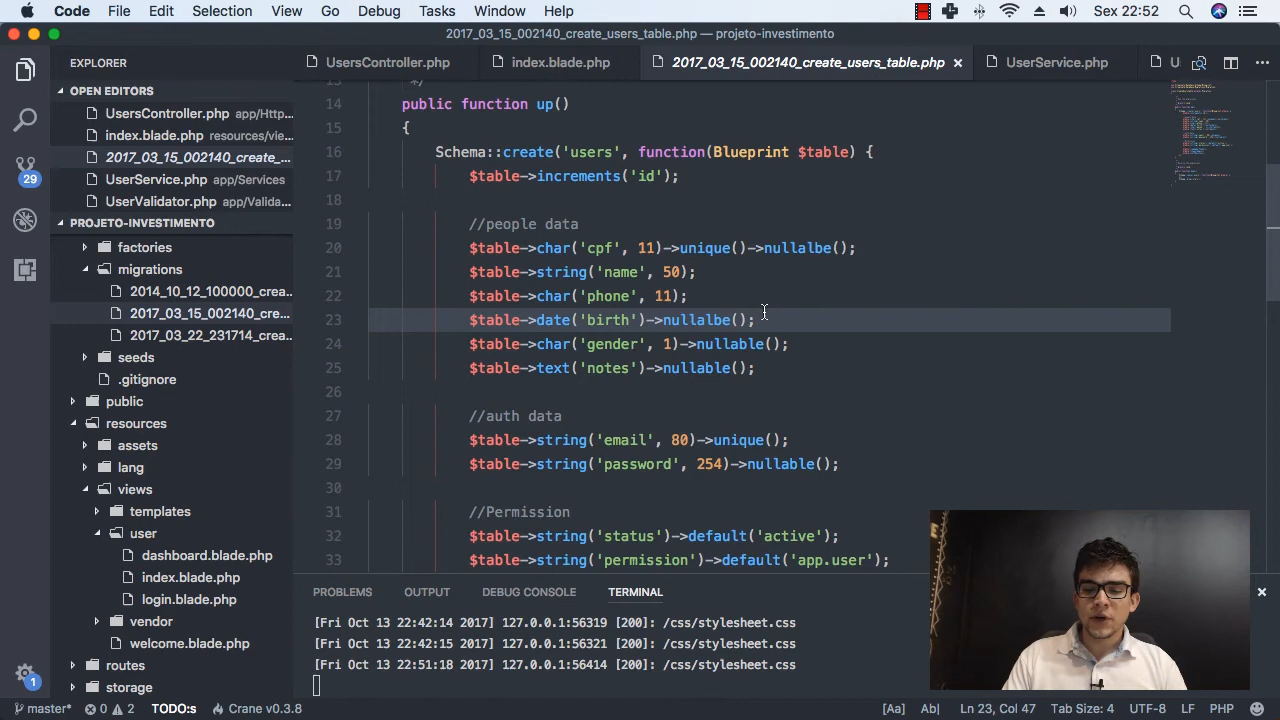 Code File Edit Selection View Go Debug Tasks Window Help Sex 22:52
2017_03_15_002140_create_users_table.php — projeto-investimento
EXPLORER
UsersController.php index.blade.php 2017_03_15_002140_create_users_table.php UserService.php U
OPEN EDITORS
UsersController.php app/Http...
index.blade.php resources/vie...
2017_03_15_002140_create_...
UserService.php app/Services
UserValidator.php app/Valida...
PROJETO-INVESTIMENTO
factories
migrations
2014_10_12_100000_crea...
2017_03_15_002140_cre...
2017_03_22_231714_crea...
seeds
.gitignore
public
resources
assets
lang
views
templates
user
dashboard.blade.php
index.blade.php
login.blade.php
vendor
welcome.blade.php
routes
storage
29
1
13 */
14 public function up()
15 {
16 Schema::create('users', function(Blueprint $table) {
17 $table->increments('id');
18
19 //people data
20 $table->char('cpf', 11)->unique()->nullalbe();
21 $table->string('name', 50);
22 $table->char('phone', 11);
23 $table->date('birth')->nullalbe();
24 $table->char('gender', 1)->nullable();
25 $table->text('notes')->nullable();
26
27 //auth data
28 $table->string('email', 80)->unique();
29 $table->string('password', 254)->nullable();
30
31 //Permission
32 $table->string('status')->default('active');
33 $table->string('permission')->default('app.user');
PROBLEMS OUTPUT DEBUG CONSOLE TERMINAL
[Fri Oct 13 22:42:14 2017] 127.0.0.1:56319 [200]: /css/stylesheet.css
[Fri Oct 13 22:42:15 2017] 127.0.0.1:56321 [200]: /css/stylesheet.css
[Fri Oct 13 22:51:18 2017] 127.0.0.1:56414 [200]: /css/stylesheet.css
master* 0 2 TODO:s Crane v0.3.8 [Aa] Ab| Ln 23, Col 47 Tab Size: 4 UTF-8 LF PHP